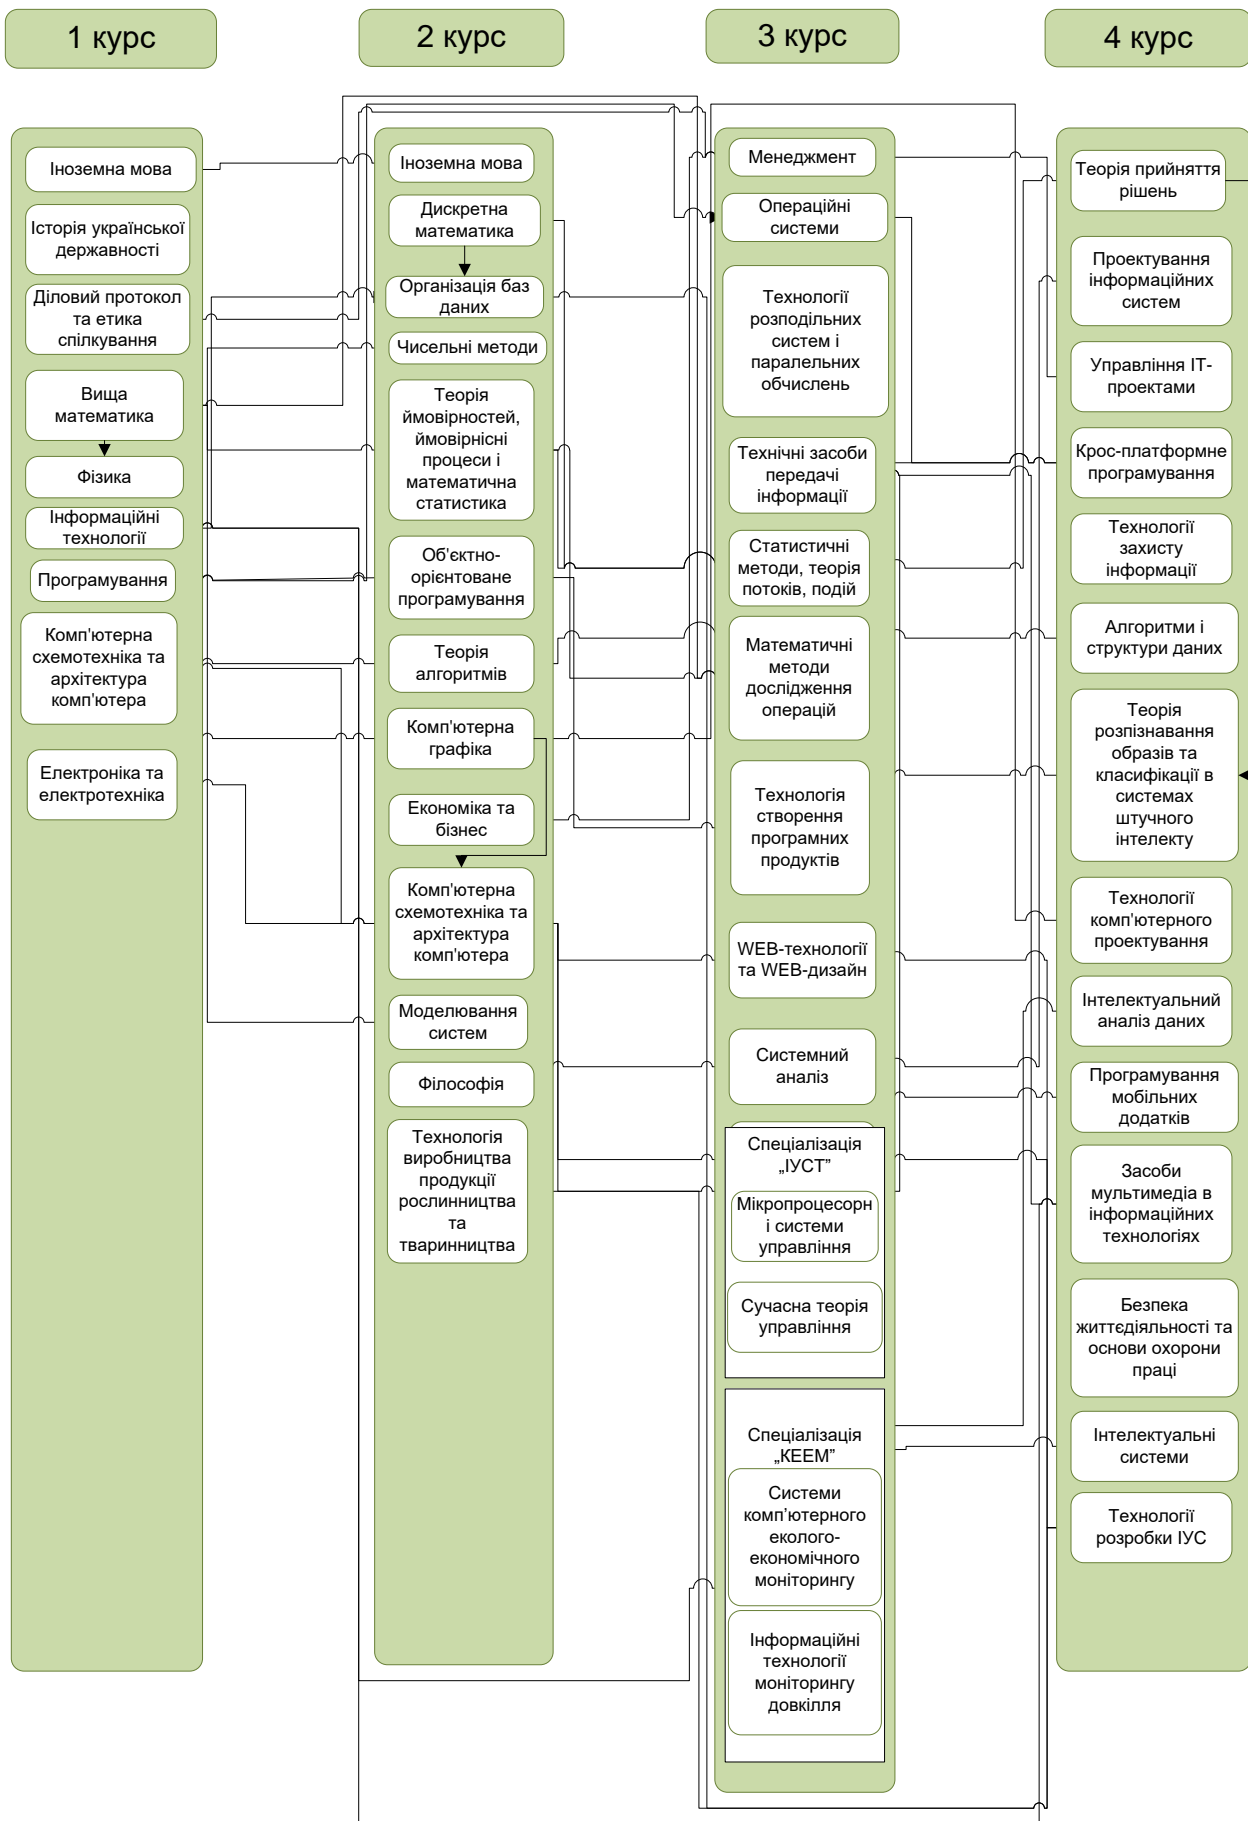 1 курс
2 курс
3 курс
4 курс
Іноземна мова
Історія української
державності
Діловий протокол
та етика
спілкування
Вища
математика
Фізика
Інформаційні
технології
Програмування
Комп'ютерна
схемотехніка та
архітектура
комп'ютера
Електроніка та
електротехніка
Іноземна мова
Дискретна
математика
Організація баз
даних
Чисельні методи
Теорія
ймовірностей,
ймовірнісні
процеси і
математична
статистика
Об'єктно-
орієнтоване
програмування
Теорія
алгоритмів
Комп'ютерна
графіка
Економіка та
бізнес
Комп'ютерна
схемотехніка та
архітектура
комп'ютера
Моделювання
систем
Філософія
Технологія
виробництва
продукції
рослинництва
та
тваринництва
Менеджмент
Операційні
системи
Технології
розподільних
систем і
паралельних
обчислень
Технічні засоби
передачі
інформації
Статистичні
методи, теорія
потоків, подій
Математичні
методи
дослідження
операцій
Технологія
створення
програмних
продуктів
WEB-технології
та WEB-дизайн
Системний
аналіз
Спеціалізація
„ІУСТ”
Мікропроцесорн
і системи
управління
Сучасна теорія
управління
Спеціалізація
„КЕЕМ”
Системи
комп’ютерного
еколого-
економічного
моніторингу
Інформаційні
технології
моніторингу
довкілля
Теорія прийняття
рішень
Проектування
інформаційних
систем
Управління ІТ-
проектами
Крос-платформне
програмування
Технології
захисту
інформації
Алгоритми і
структури даних
Теорія
розпізнавання
образів та
класифікації в
системах
штучного
інтелекту
Технології
комп'ютерного
проектування
Інтелектуальний
аналіз даних
Програмування
мобільних
додатків
Засоби
мультимедіа в
інформаційних
технологіях
Безпека
життєдіяльності та
основи охорони
праці
Інтелектуальні
системи
Технології
розробки ІУС